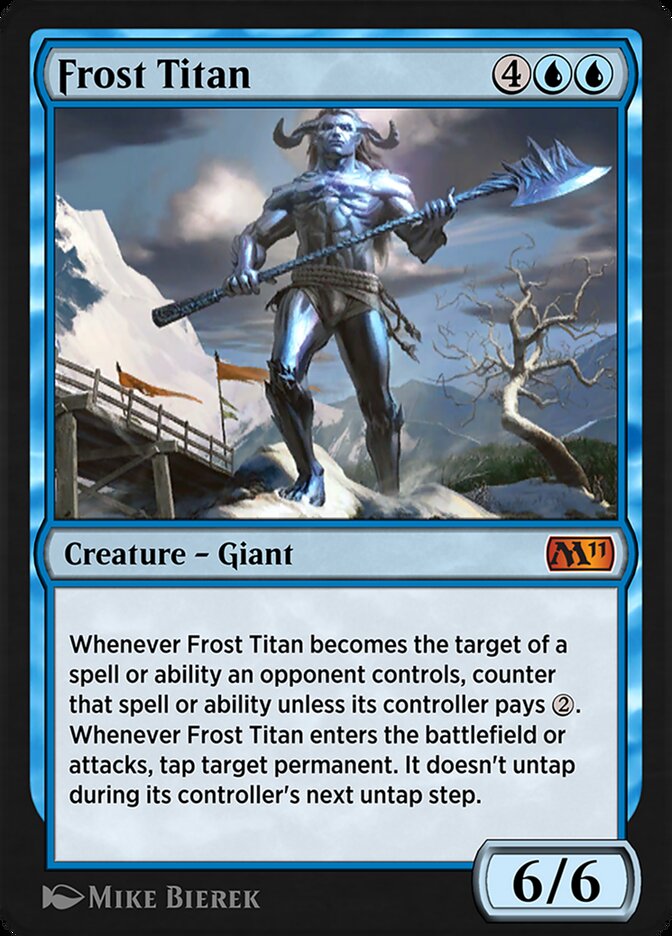 Frost Titan 4
Creature – Giant M11
Whenever Frost Titan becomes the target of a
spell or ability an opponent controls, counter
that spell or ability unless its controller pays 2.
Whenever Frost Titan enters the battlefield or
attacks, tap target permanent. It doesn't untap
during its controller's next untap step.
6/6
Mike Bierek